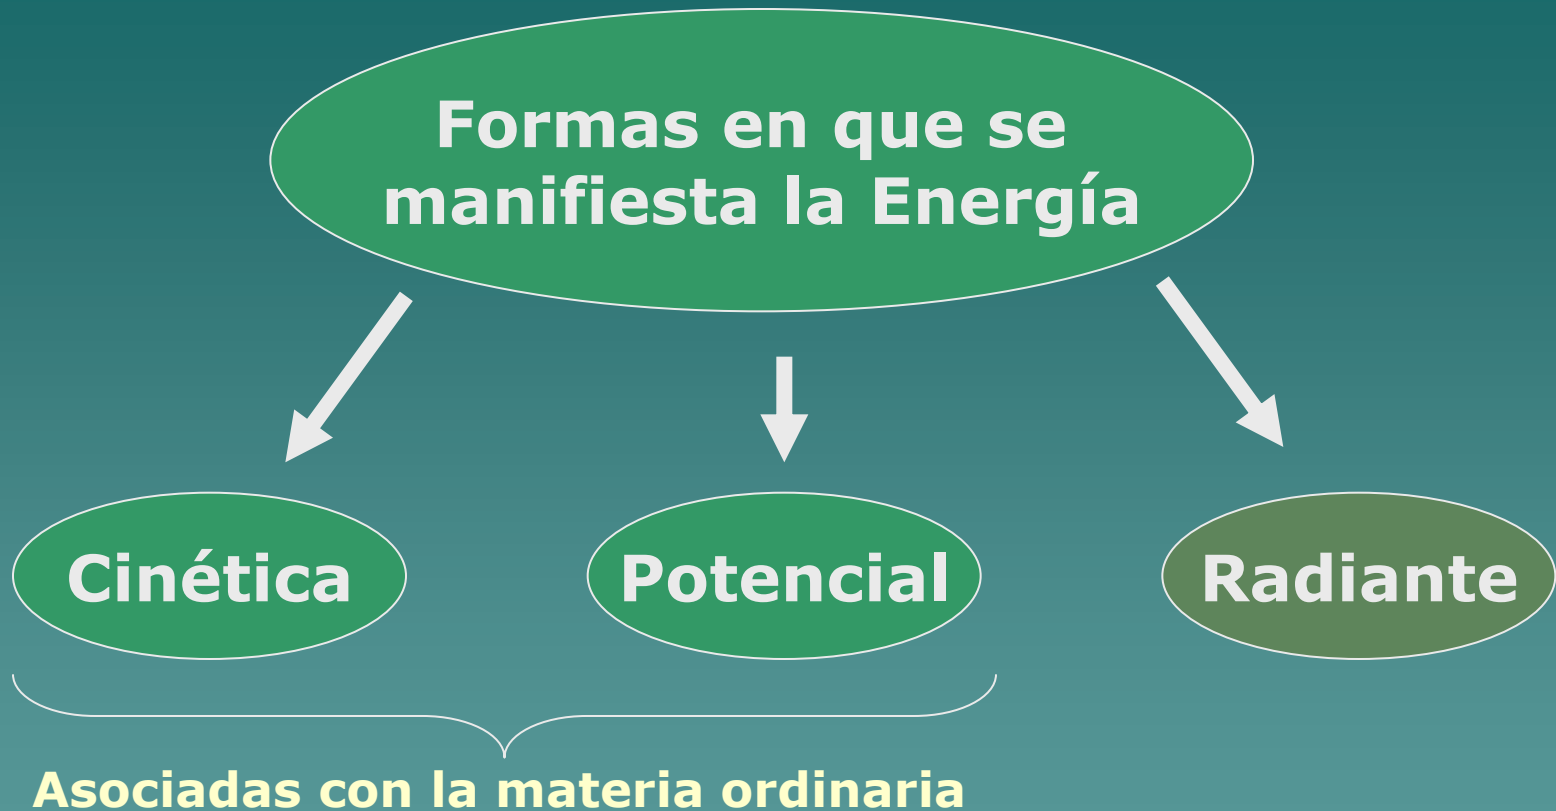 Formas en que se
manifiesta la Energía
Cinética
Potencial
Radiante
Asociadas con la materia ordinaria